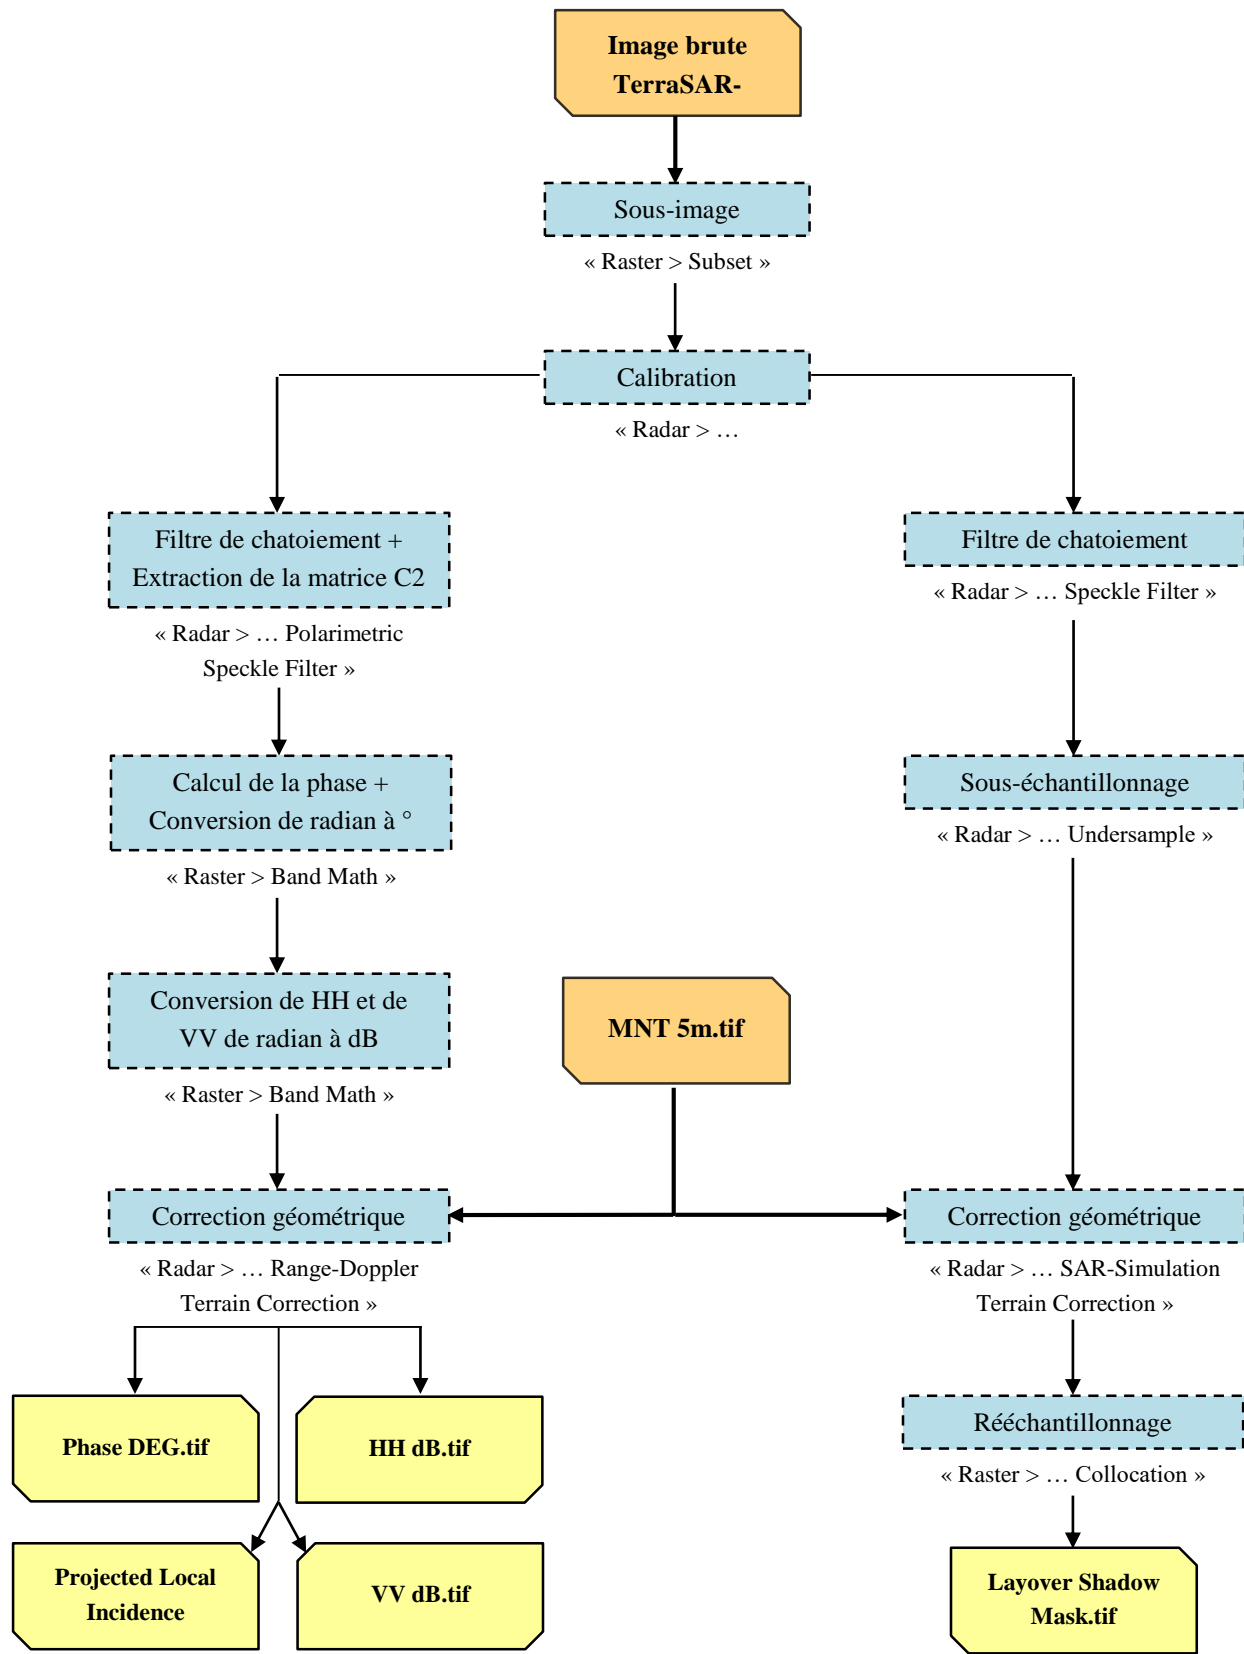 Image brute
TerraSAR-
Sous-image
« Raster > Subset »
Calibration
« Radar > …
Filtre de chatoiement +
Extraction de la matrice C2
« Radar > … Polarimetric
Speckle Filter »
Filtre de chatoiement
« Radar > … Speckle Filter »
Calcul de la phase +
Conversion de radian à °
« Raster > Band Math »
Sous-échantillonnage
« Radar > … Undersample »
Conversion de HH et de
VV de radian à dB
« Raster > Band Math »
MNT 5m.tif
Correction géométrique
« Radar > … Range-Doppler
Terrain Correction »
Correction géométrique
« Radar > … SAR-Simulation
Terrain Correction »
Phase DEG.tif
HH dB.tif
Rééchantillonnage
« Raster > … Collocation »
Projected Local
Incidence
VV dB.tif
Layover Shadow
Mask.tif